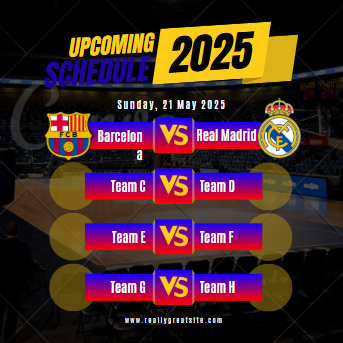 UPCOMING
SCHEDULE
2025
Sunday, 21 May 2025
FCB
Barcelon
a
VS
Real Madrid
Team C
VS
Team D
Team E
VS
Team F
Team G
VS
Team H
www.reallygreatsite.com